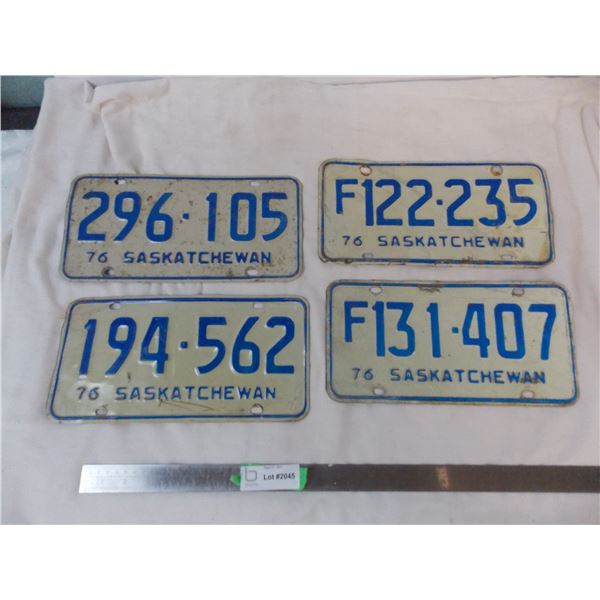 296·105
76 SASKATCHEWAN
F122·235
76 SASKATCHEWAN
194·562
76 SASKATCHEWAN
F131·407
76 SASKATCHEWAN
b
Lot #2045